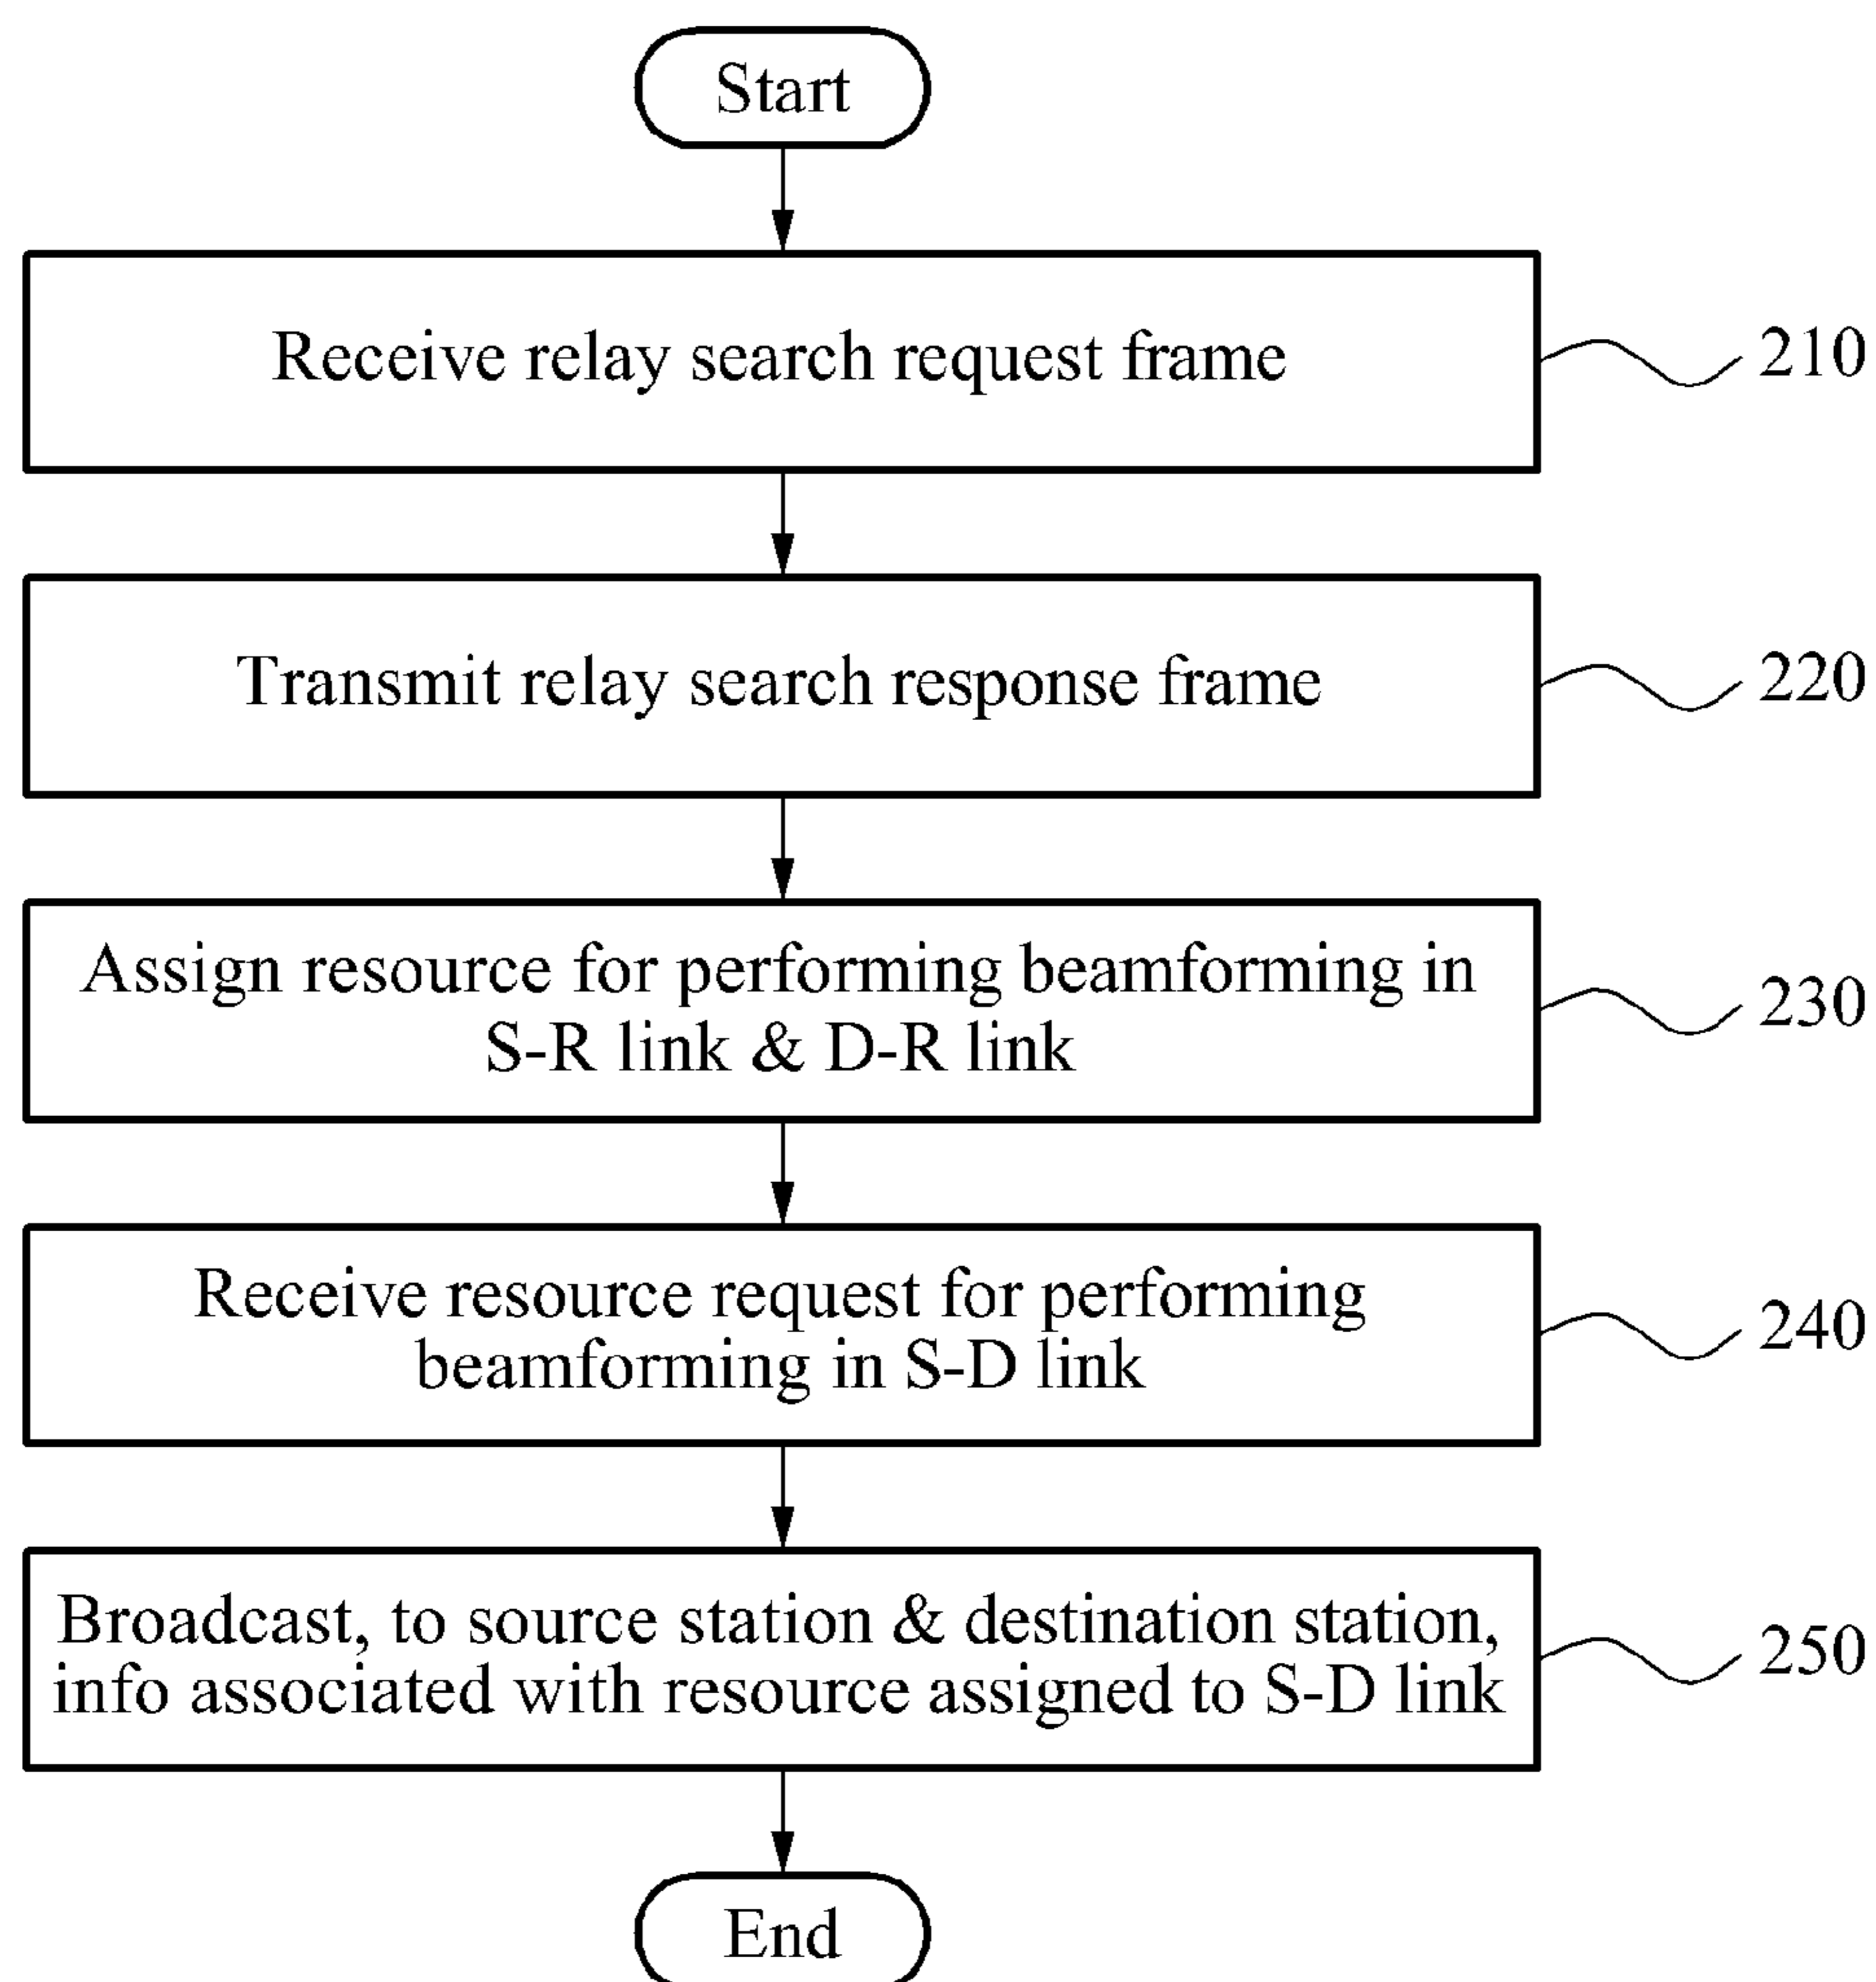 Start
Receive relay search request frame
210
Transmit relay search response frame
220
Assign resource for performing beamforming in
S-R link & D-R link
230
Receive resource request for performing
beamforming in S-D link
240
Broadcast, to source station & destination station,
info associated with resource assigned to S-D link
250
End